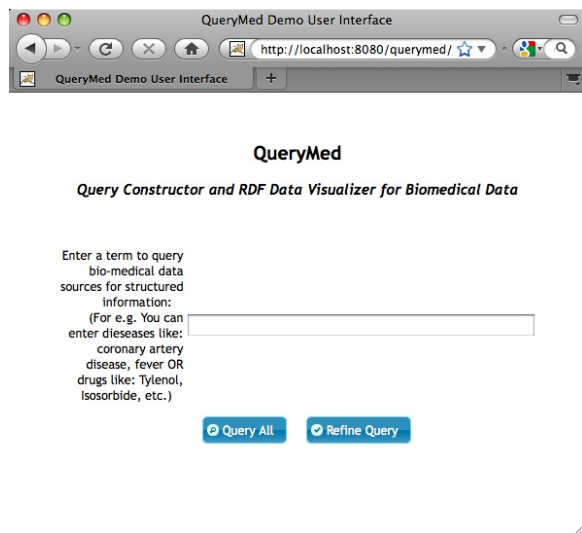 QueryMed Demo User Interface
http://localhost:8080/querymed/
QueryMed Demo User Interface
+
QueryMed
Query Constructor and RDF Data Visualizer for Biomedical Data
Enter a term to query
bio-medical data
sources for structured
information:
(For e.g. You can
enter dieseases like:
coronary artery
disease, fever OR
drugs like: Tylenol,
Isosorbide, etc.)
Query All
Refine Query